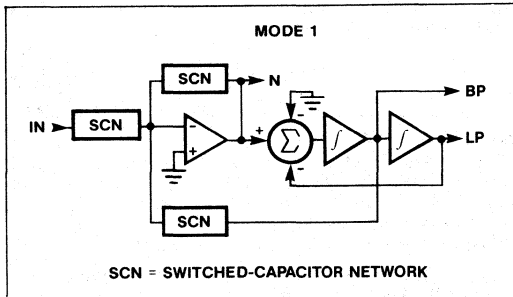 MODE 1
SCN
N
BP
IN
SCN
-
+
+
Σ
-
-
∫
∫
LP
SCN
SCN = SWITCHED-CAPACITOR NETWORK